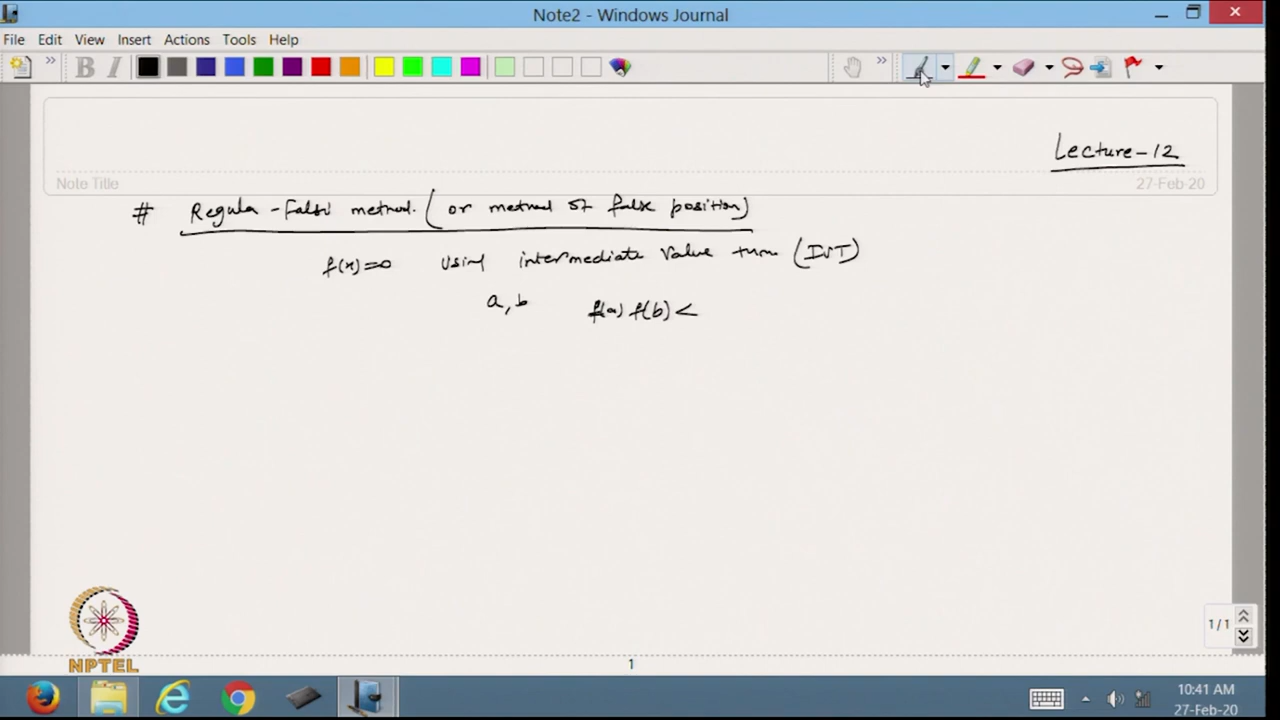 Note2 - Windows Journal
File Edit View Insert Actions Tools Help
B I
Lecture-12
Note Title
27-Feb-20
# Regula-Falsi method. (or method of false position)
f(x)=0 using intermediate value (IVT)
a, b f(a) f(b) <
NPTEL
1/1
1
10:41 AM
27-Feb-20